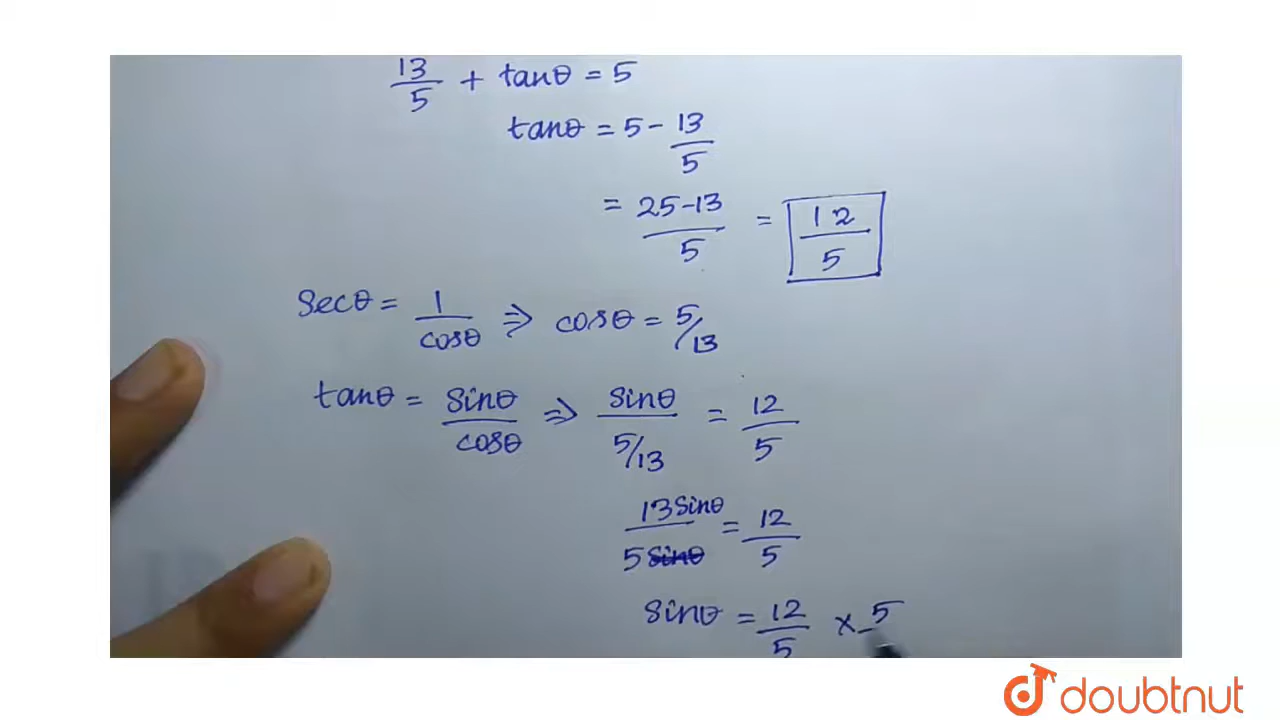 13/5 + tanθ = 5
tanθ = 5 - 13/5
= 25-13/5 = 12/5
Secθ = 1/cosθ ⇒ cosθ = 5/13
tanθ = Sinθ/cosθ ⇒ Sinθ/5/13 = 12/5
13Sinθ/5 = 12/5
Sinθ = 12/5 × 5
doubtnut